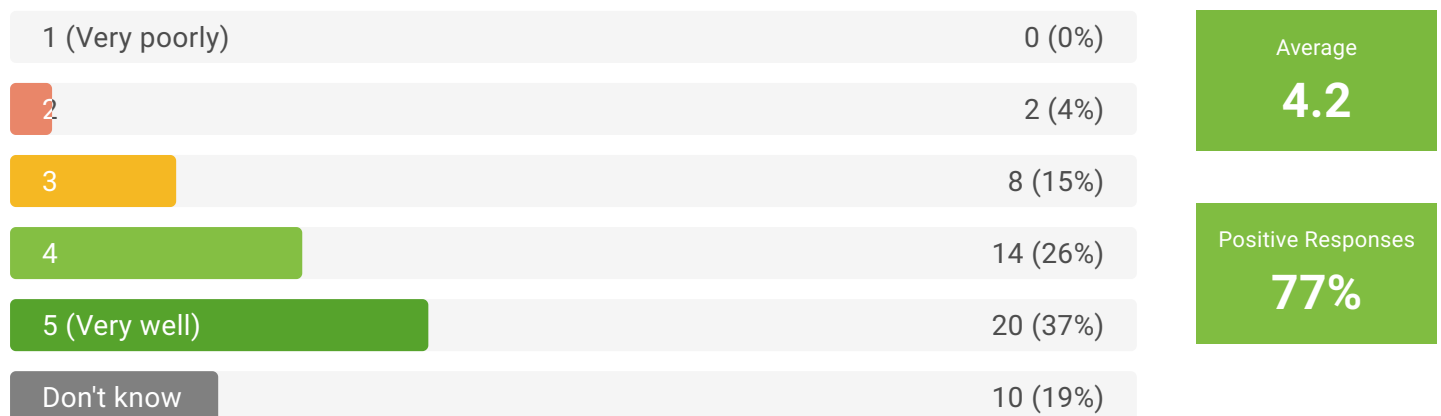 1 (Very poorly) 0 (0%)
2 2 (4%)
3 8 (15%)
4 14 (26%)
5 (Very well) 20 (37%)
Don't know 10 (19%)
Average
4.2
Positive Responses
77%